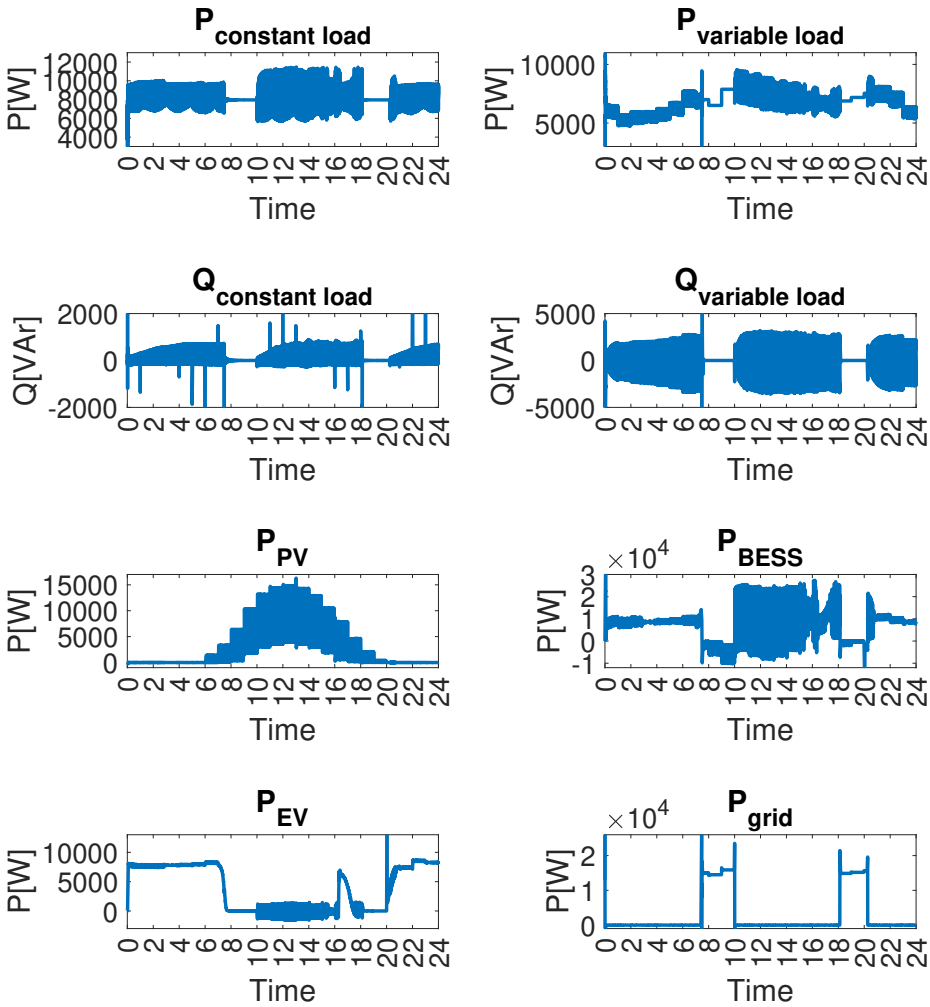 P constant load
P[W]
12000
10000
8000
6000
4000
0 2 4 6 8 10 12 14 16 18 20 22 24
Time
P variable load
P[W]
10000
5000
0 2 4 6 8 10 12 14 16 18 20 22 24
Time
Q constant load
Q[VAr]
2000
0
-2000
0 2 4 6 8 10 12 14 16 18 20 22 24
Time
Q variable load
Q[VAr]
5000
0
-5000
0 2 4 6 8 10 12 14 16 18 20 22 24
Time
P PV
P[W]
15000
10000
5000
0
0 2 4 6 8 10 12 14 16 18 20 22 24
Time
P BESS
×10^4
P[W]
3
2
1
0
-1
0 2 4 6 8 10 12 14 16 18 20 22 24
Time
P EV
P[W]
10000
5000
0
0 2 4 6 8 10 12 14 16 18 20 22 24
Time
P grid
×10^4
P[W]
2
1
0
0 2 4 6 8 10 12 14 16 18 20 22 24
Time